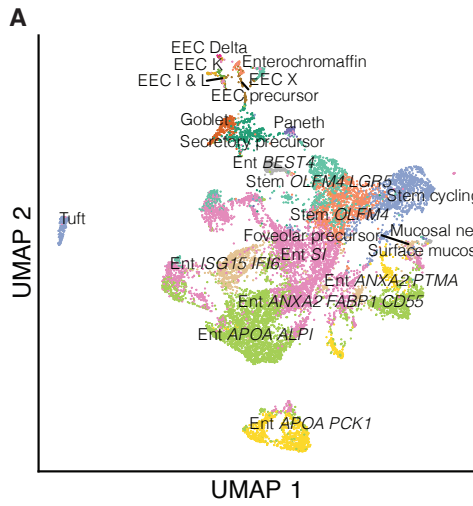 A
EEC Delta
EEC K
Enterochromaffin
EEC I & L
EEC X
EEC precursor
Goblet
Paneth
Secretory precursor
Ent BEST4
Stem OLFM4 LGR5
Stem cycling
Stem OLFM4
Tuft
Foveolar precursor
Mucosal ne
Surface mucos
Ent SI
Ent ISG15 IFI6
Ent ANXA2 PTMA
Ent ANXA2 FABP1 CD55
Ent APOA ALPI
Ent APOA PCK1
UMAP 2
UMAP 1